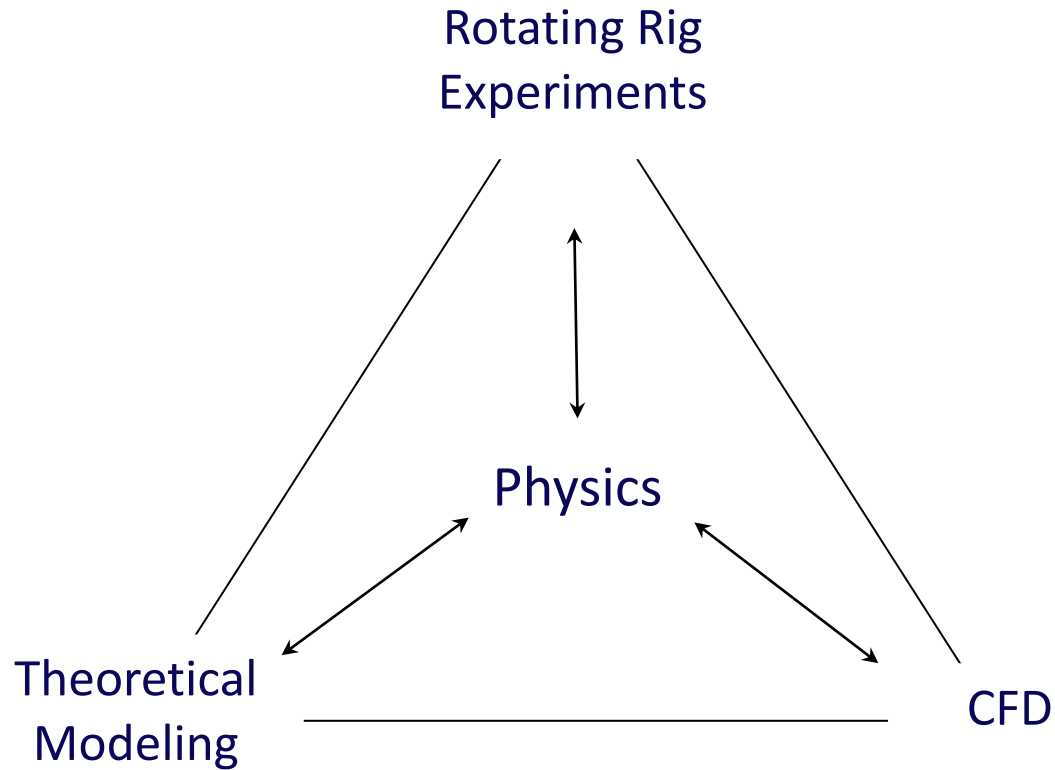 Rotating Rig
Experiments
Physics
Theoretical
Modeling
CFD